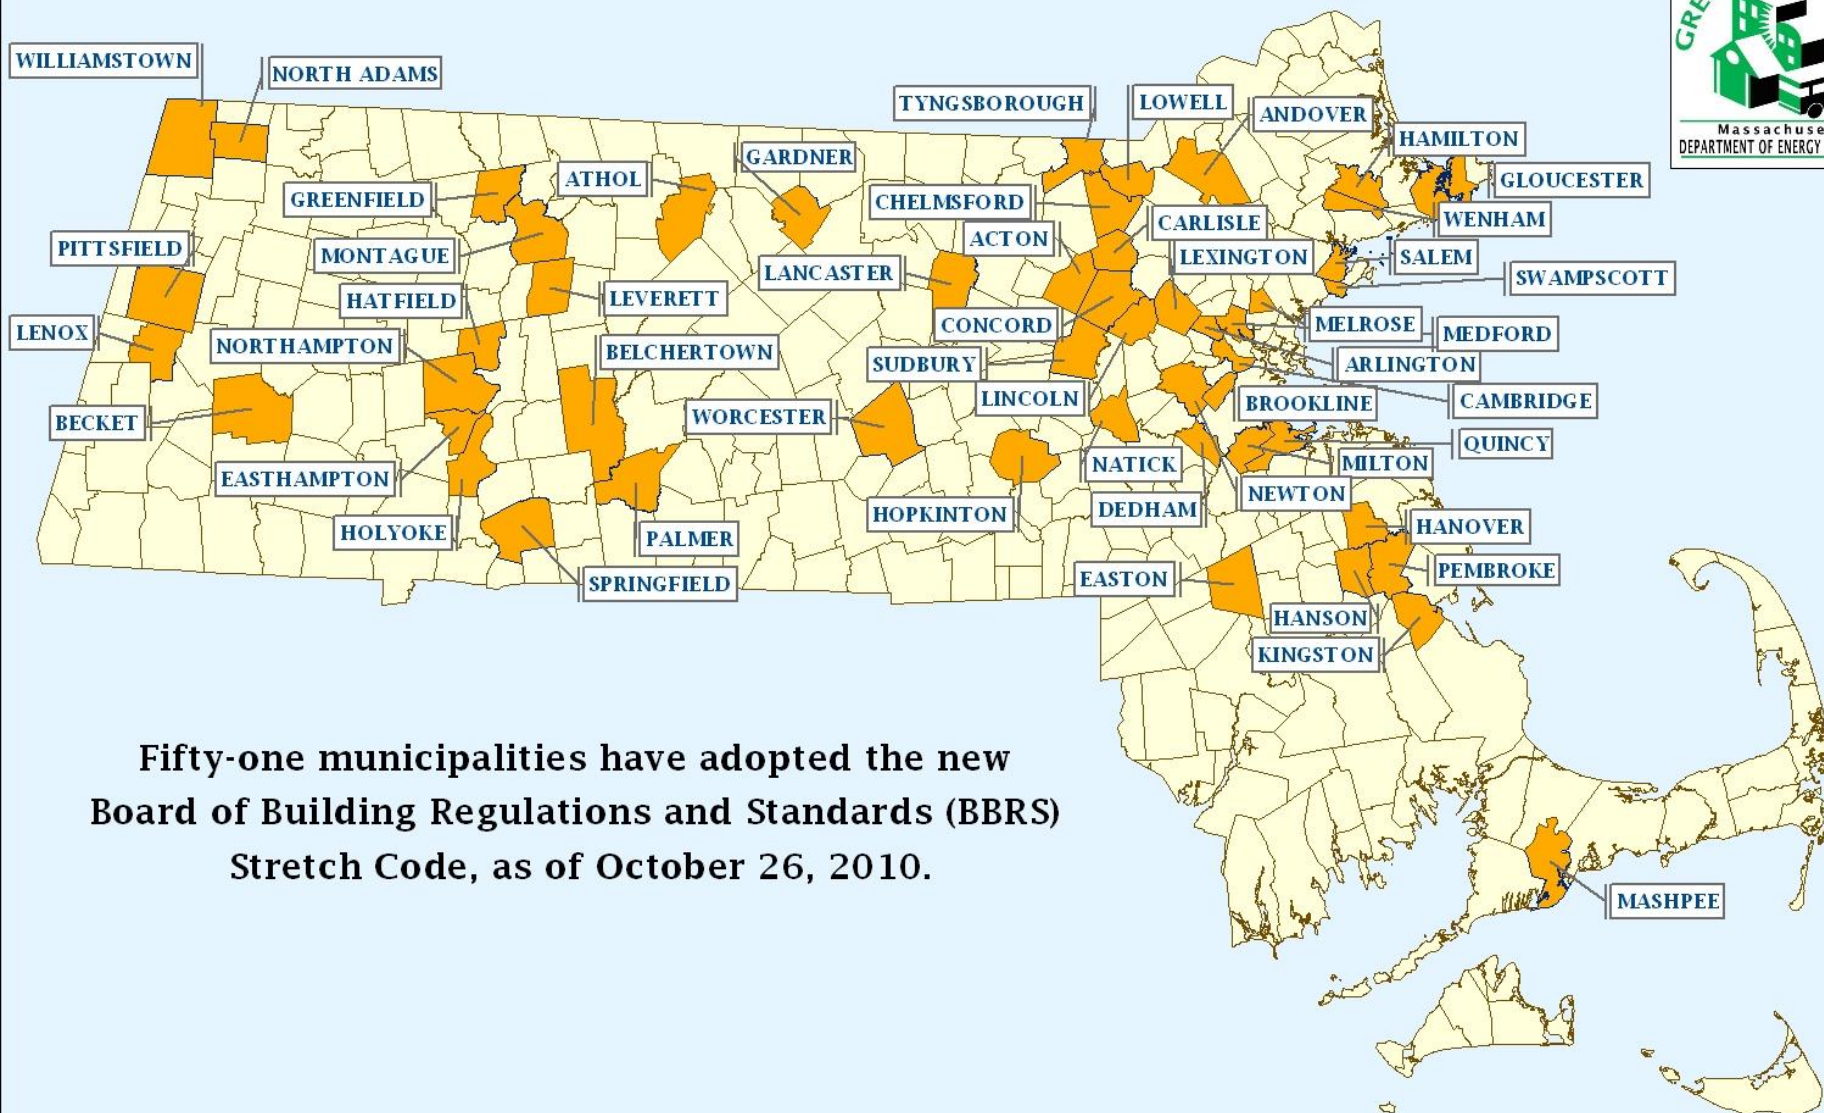 GRE
Massachuse
DEPARTMENT OF ENERGY
WILLIAMSTOWN
NORTH ADAMS
TYNGSBOROUGH
LOWELL
ANDOVER
HAMILTON
GARDNER
ATHOL
GREENFIELD
CHELMSFORD
GLOUCESTER
WENHAM
CARLISLE
ACTON
PITTSFIELD
MONTAGUE
LANCASTER
LEXINGTON
SALEM
SWAMPSCOTT
HATFIELD
LEVERETT
LENOX
NORTHAMPTON
BELCHERTOWN
CONCORD
MELROSE
MEDFORD
SUDBURY
ARLINGTON
LINCOLN
BROOKLINE
CAMBRIDGE
BECKET
WORCESTER
QUINCY
EASTHAMPTON
NATICK
MILTON
NEWTON
HOLYOKE
PALMER
HOPKINTON
DEDHAM
HANOVER
SPRINGFIELD
EASTON
PEMBROKE
HANSON
KINGSTON
Fifty-one municipalities have adopted the new
Board of Building Regulations and Standards (BBRS)
Stretch Code, as of October 26, 2010.
MASHPEE